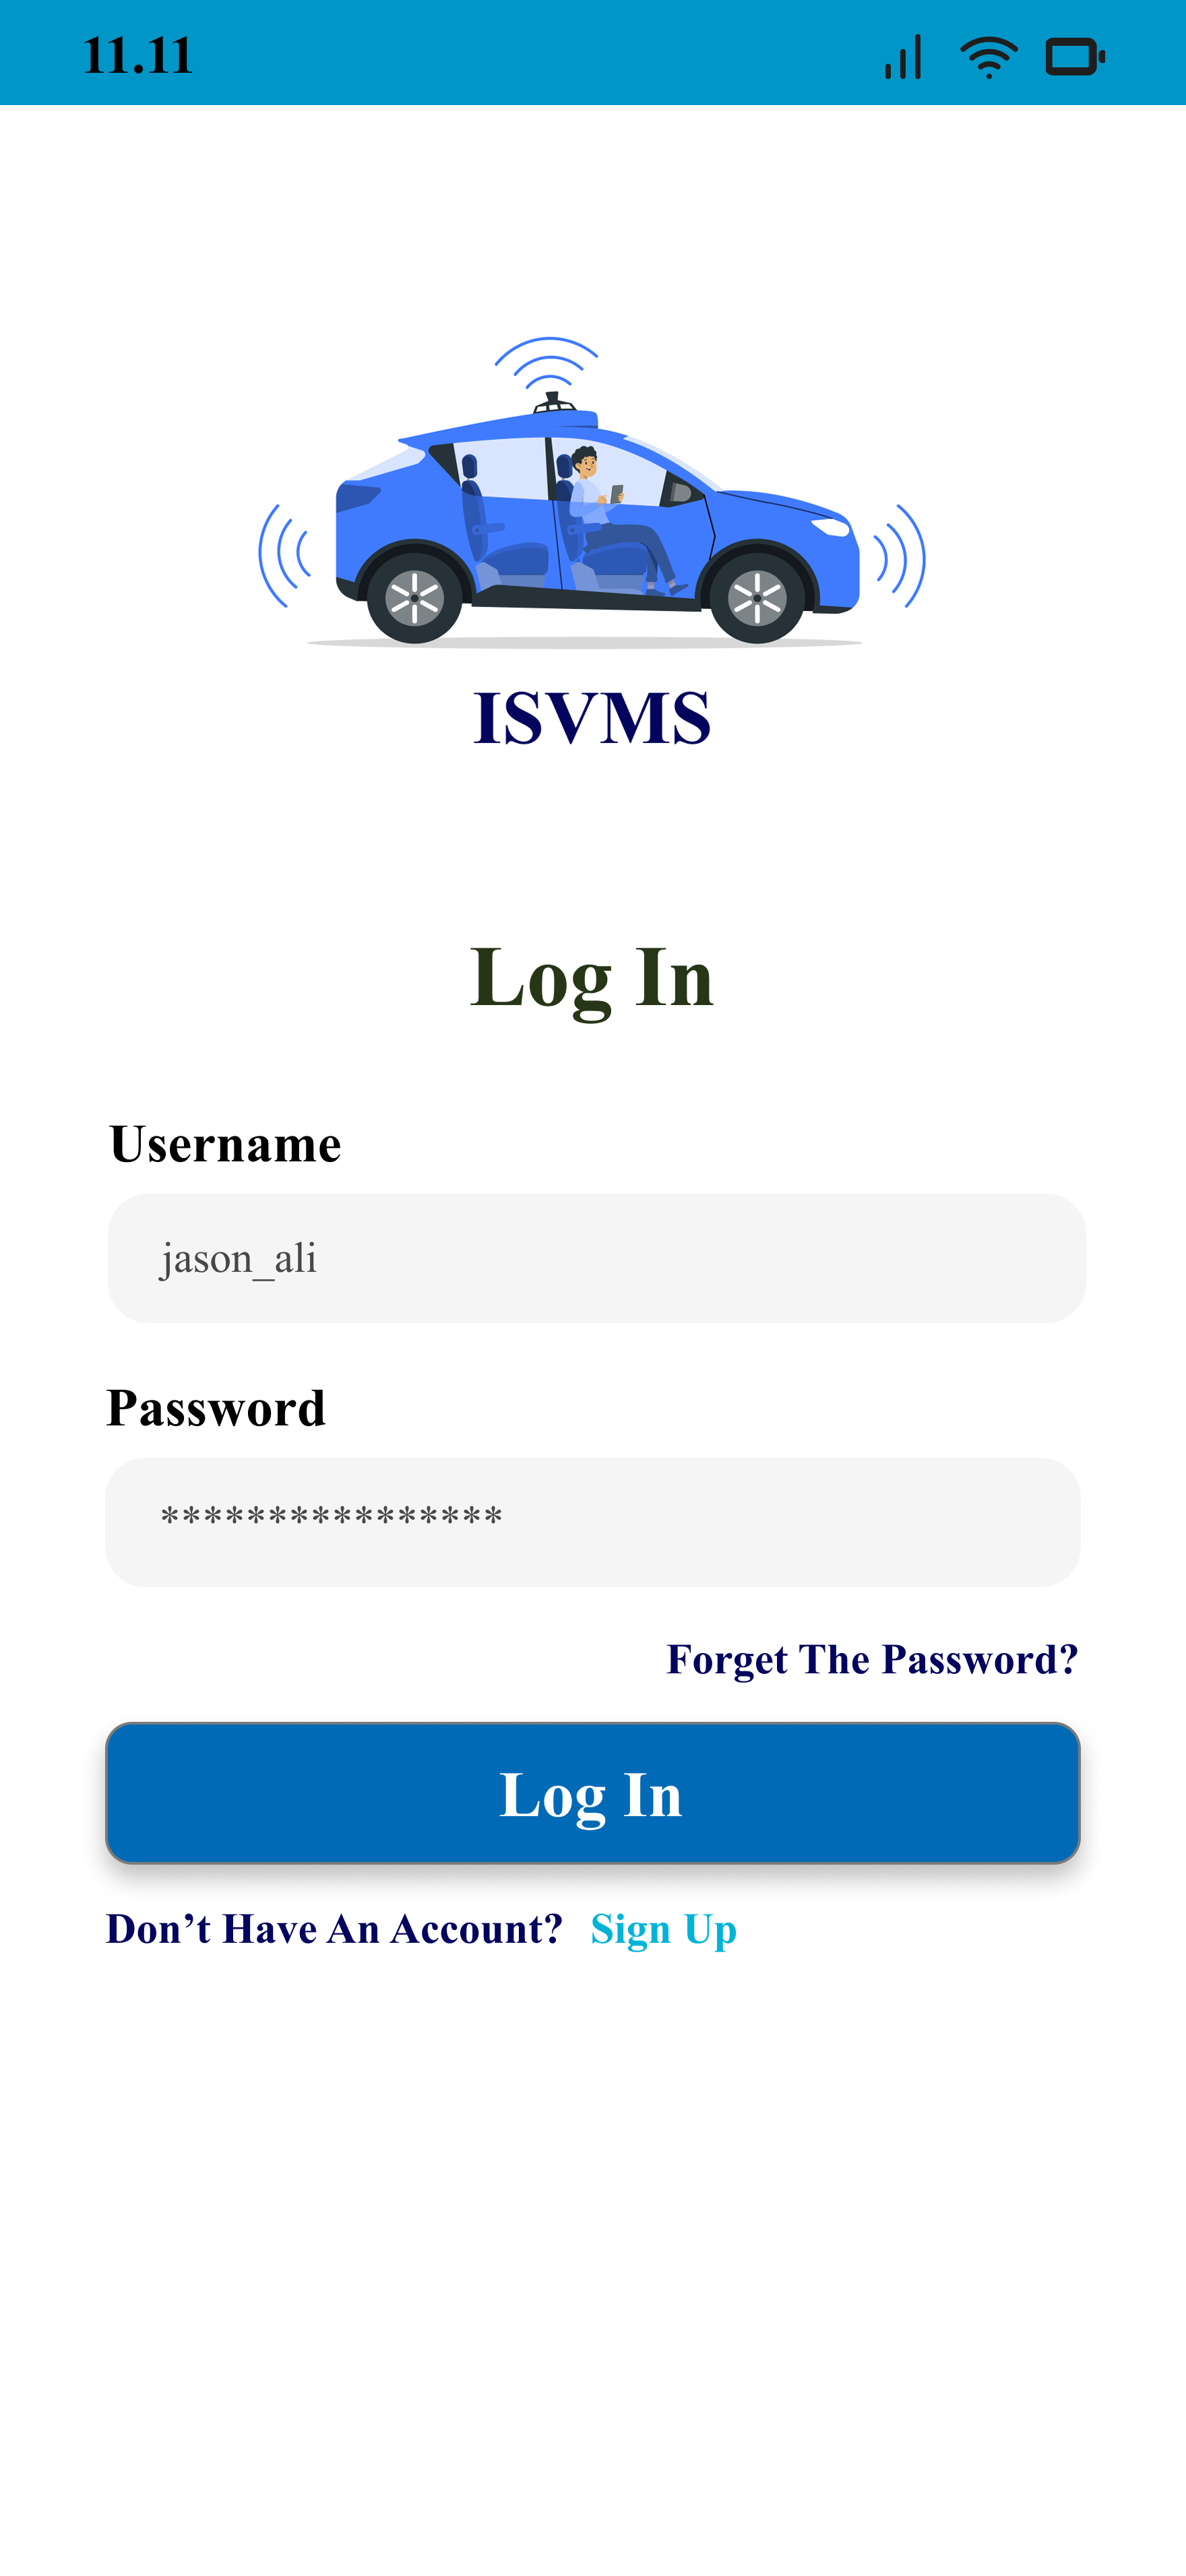 11.11
ISVMS
Log In
Username
jason_ali
Password
****************
Forget The Password?
Log In
Don’t Have An Account? Sign Up